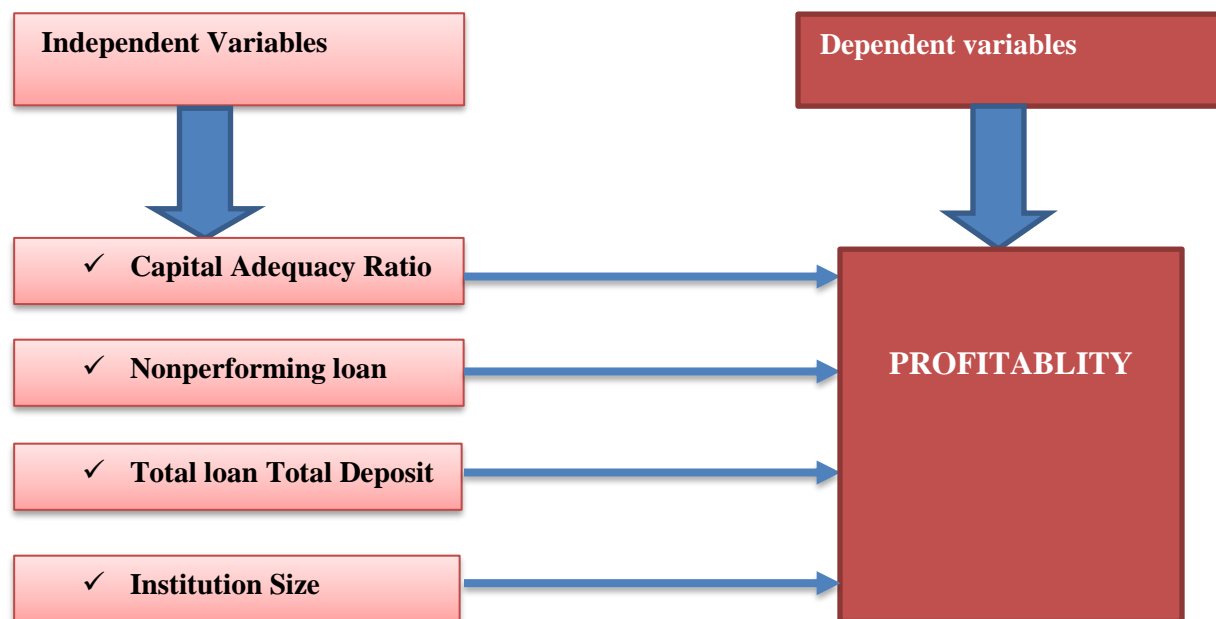 Independent Variables
Dependent variables
✓ Capital Adequacy Ratio
✓ Nonperforming loan
PROFITABLITY
✓ Total loan Total Deposit
✓ Institution Size